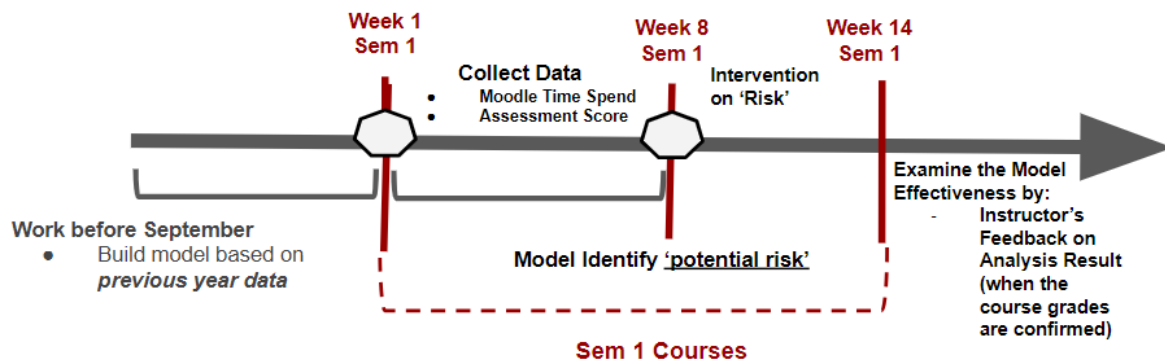 Week 1
Sem 1
Week 8
Sem 1
Week 14
Sem 1
Collect Data
● Moodle Time Spend
● Assessment Score
Intervention
on ‘Risk’
Work before September
● Build model based on
previous year data
Model Identify ‘potential risk’
Examine the Model
Effectiveness by:
- Instructor’s
Feedback on
Analysis Result
(when the
course grades
are confirmed)
Sem 1 Courses